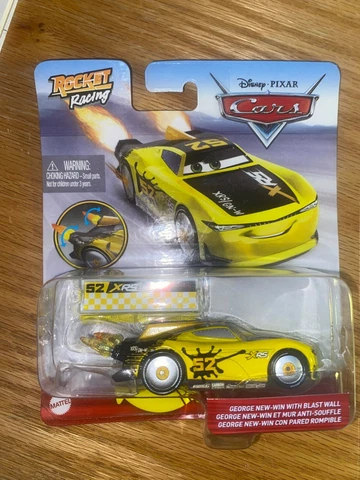 ROCKET
Racing
Disney · PIXAR
Cars
52
XRS
WARNING:
CHOKING HAZARD – Small parts.
Not for children under 3 years.
52 XRS
XRS
MATTEL
GEORGE NEW-WIN WITH BLAST WALL
GEORGE NEW-WIN ET MUR ANTI-SOUFFLE
GEORGE NEW-WIN CON PARED ROMPIBLE